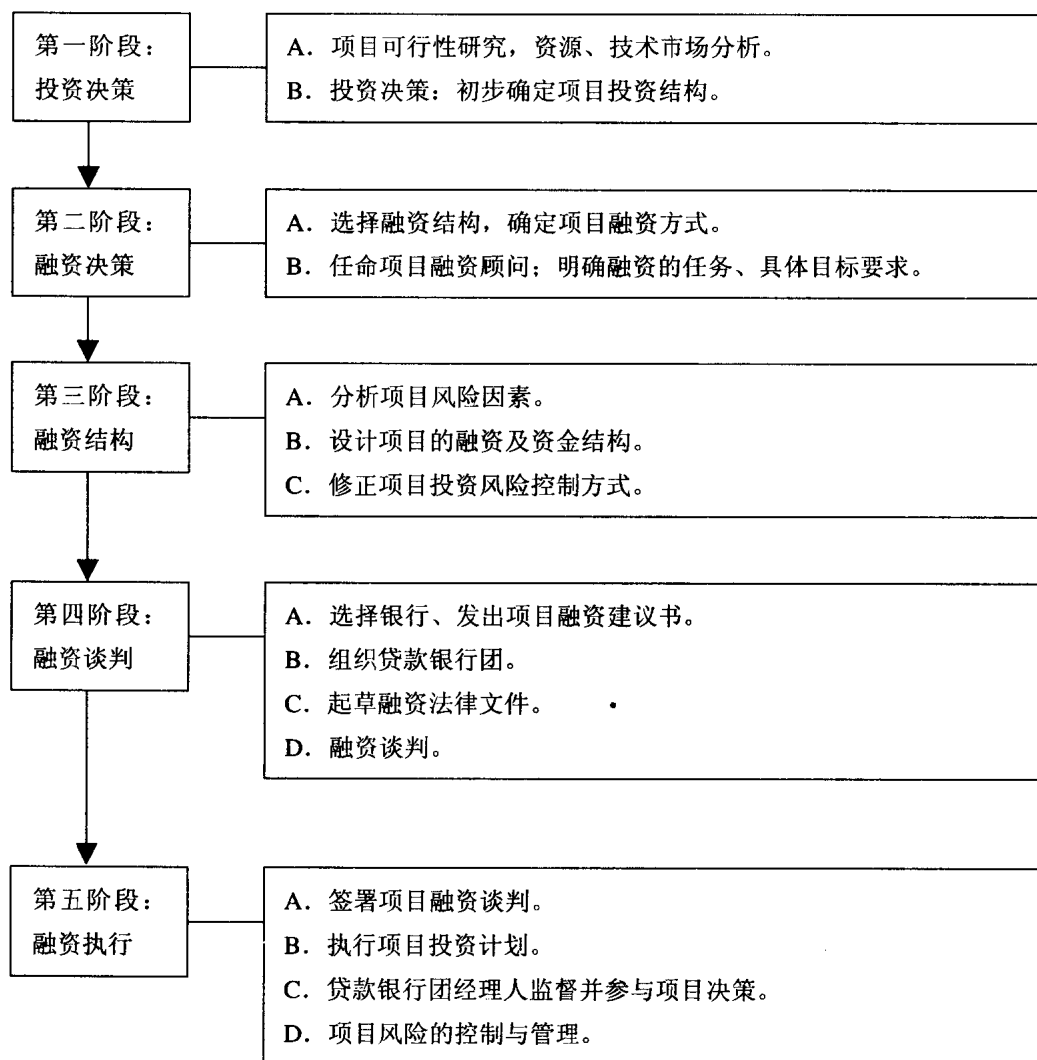 第一阶段：
投资决策
A．项目可行性研究，资源、技术市场分析。
B．投资决策：初步确定项目投资结构。
第二阶段：
融资决策
A．选择融资结构，确定项目融资方式。
B．任命项目融资顾问；明确融资的任务、具体目标要求。
第三阶段：
融资结构
A．分析项目风险因素。
B．设计项目的融资及资金结构。
C．修正项目投资风险控制方式。
第四阶段：
融资谈判
A．选择银行、发出项目融资建议书。
B．组织贷款银行团。
C．起草融资法律文件。
D．融资谈判。
第五阶段：
融资执行
A．签署项目融资谈判。
B．执行项目投资计划。
C．贷款银行团经理人监督并参与项目决策。
D．项目风险的控制与管理。